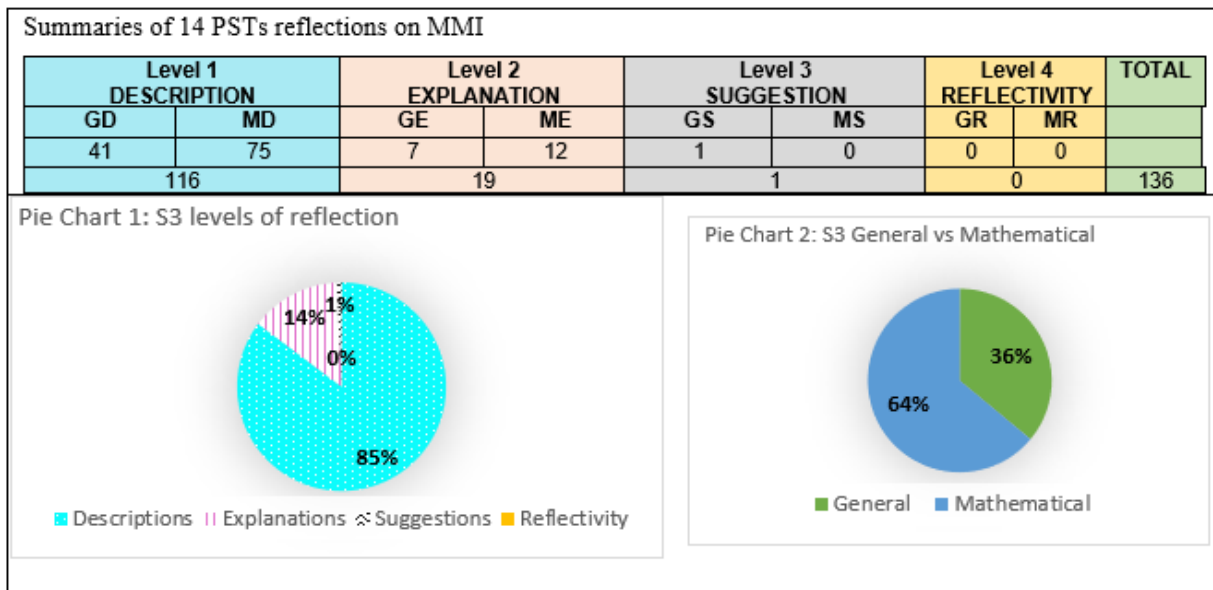 Summaries of 14 PSTs reflections on MMI
Level 1 Level 2 Level 3 Level 4 TOTAL
DESCRIPTION EXPLANATION SUGGESTION REFLECTIVITY
GD MD GE ME GS MS GR MR
41 75 7 12 1 0 0 0
116 19 1 0 136
Pie Chart 1: S3 levels of reflection
1%
14%
0%
85%
Descriptions Explanations Suggestions Reflectivity
Pie Chart 2: S3 General vs Mathematical
36%
64%
General Mathematical